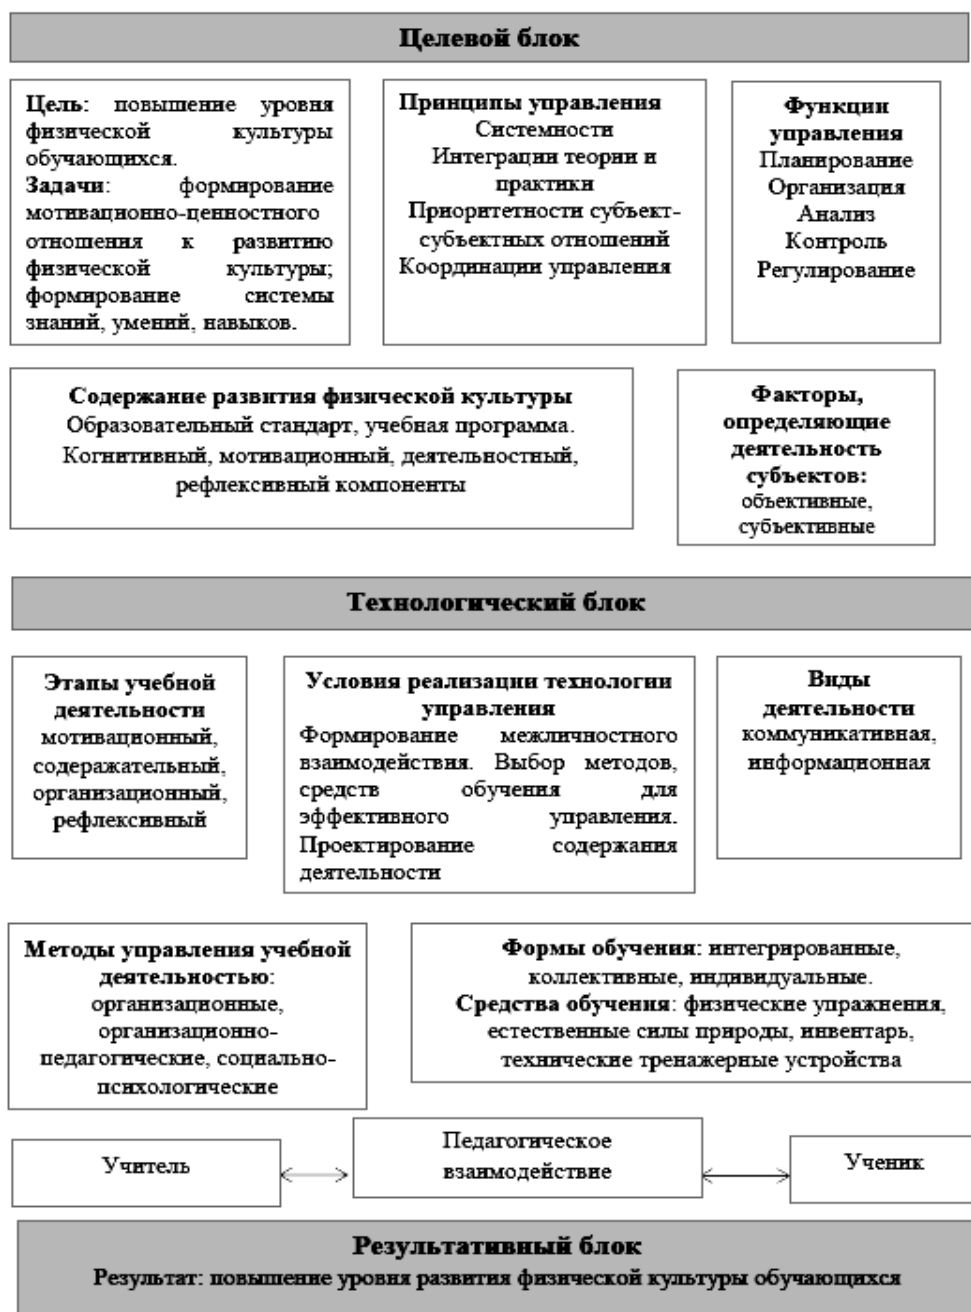 Целевой блок
Цель: повышение уровня
физической культуры
обучающихся.
Задачи: формирование
мотивационно-ценностного
отношения к развитию
физической культуры;
формирование системы
знаний, умений, навыков.
Принципы управления
Системности
Интеграции теории и
практики
Приоритетности субъект-
субъектных отношений
Координации управления
Функции
управления
Планирование
Организация
Анализ
Контроль
Регулирование
Содержание развития физической культуры
Образовательный стандарт, учебная программа.
Когнитивный, мотивационный, деятельностный,
рефлексивный компоненты
Факторы,
определяющие
деятельность
субъектов:
объективные,
субъективные
Технологический блок
Этапы учебной
деятельности
мотивационный,
содеражательный,
организационный,
рефлексивный
Условия реализации технологии
управления
Формирование межличностного
взаимодействия. Выбор методов,
средств обучения для
эффективного управления.
Проектирование содержания
деятельности
Виды
деятельности
коммуникативная,
информационная
Методы управления учебной
деятельностью:
организационные,
организационно-
педагогические, социально-
психологические
Формы обучения: интегрированные,
коллективные, индивидуальные.
Средства обучения: физические упражнения,
естественные силы природы, инвентарь,
технические тренажерные устройства
Учитель
Педагогическое
взаимодействие
Ученик
Результативный блок
Результат: повышение уровня развития физической культуры обучающихся